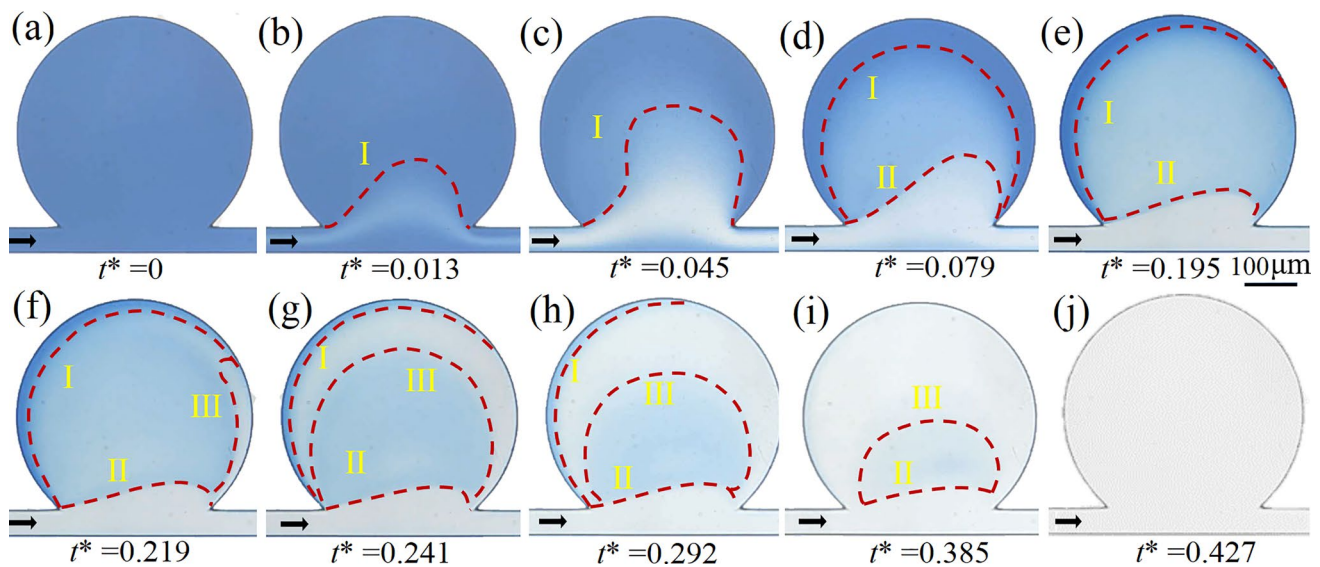 (a) (b) (c) (d) (e)
I I I I
II II
t* =0 t* =0.013 t* =0.045 t* =0.079 t* =0.195 100μm
(f) (g) (h) (i) (j)
I III I III I III III
II II II II
t* =0.219 t* =0.241 t* =0.292 t* =0.385 t* =0.427